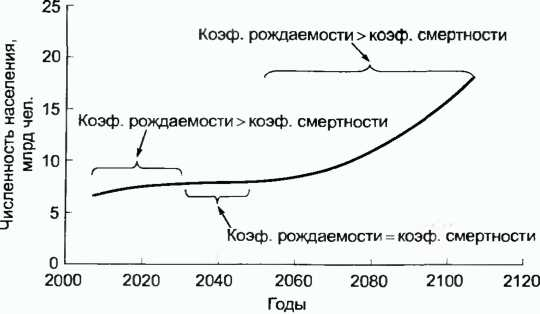 Численность населения,
млрд чел.
25
20
15
10
5
0
Коэф. рождаемости > коэф. смертности
Коэф. рождаемости > коэф. смертности
Коэф. рождаемости = коэф. смертности
2000 2020 2040 2060 2080 2100 2120
Годы